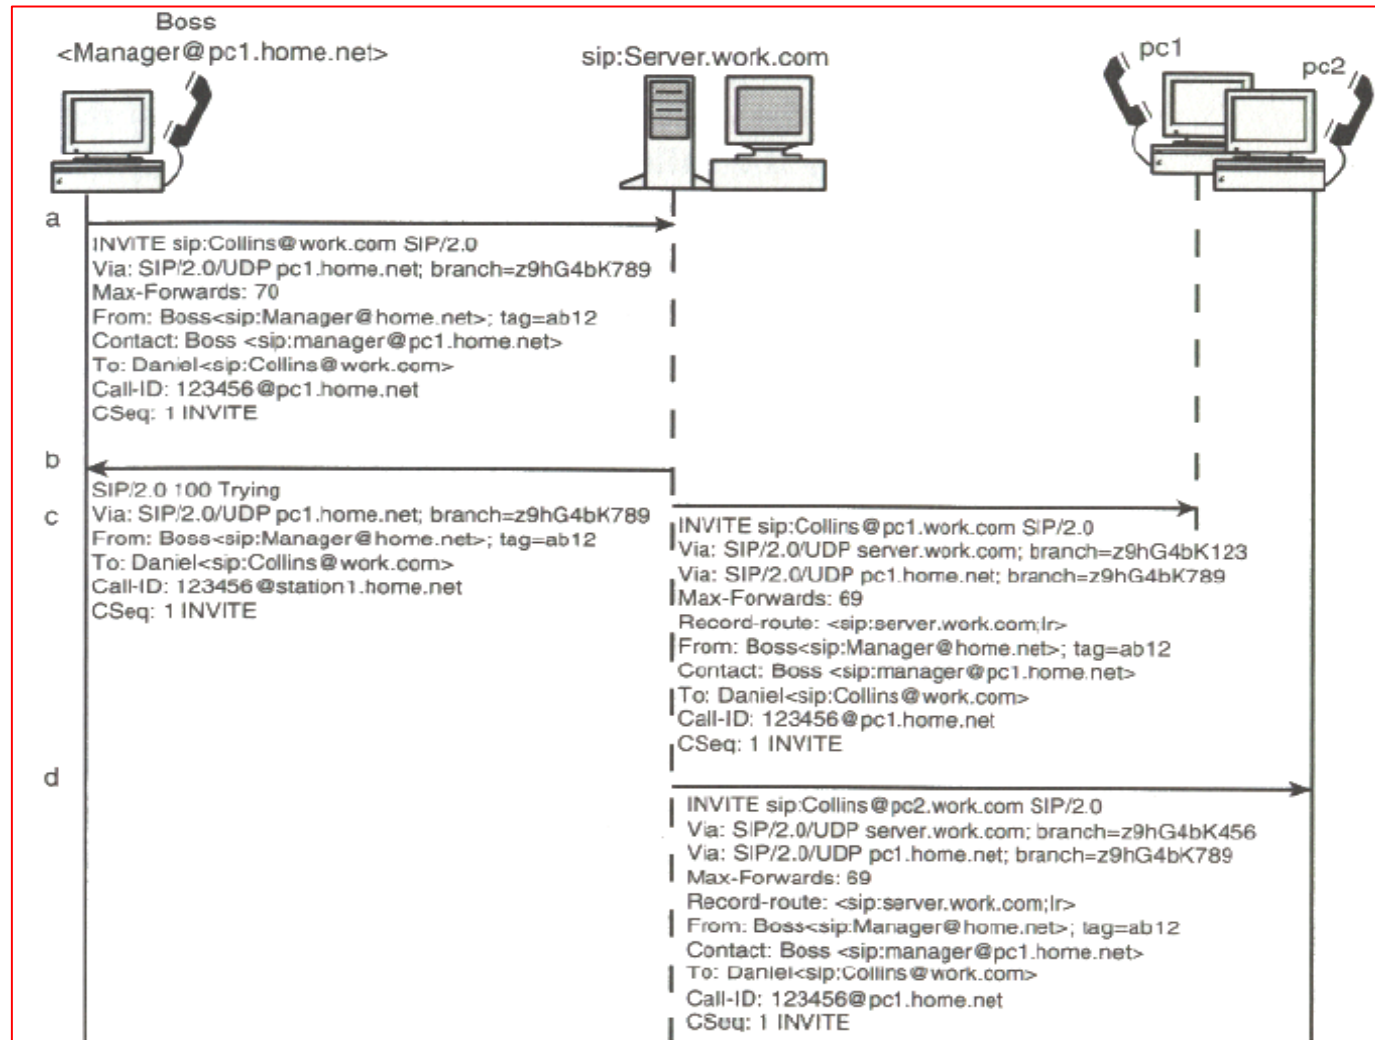 Boss
<Manager@pc1.home.net>
sip:Server.work.com
pc1
pc2
a
INVITE sip:Collins@work.com SIP/2.0
Via: SIP/2.0/UDP pc1.home.net; branch=z9hG4bK789
Max-Forwards: 70
From: Boss<sip:Manager@home.net>; tag=ab12
Contact: Boss <sip:manager@pc1.home.net>
To: Daniel<sip:Collins@work.com>
Call-ID: 123456@pc1.home.net
CSeq: 1 INVITE
b
SIP/2.0 100 Trying
Via: SIP/2.0/UDP pc1.home.net; branch=z9hG4bK789
From: Boss<sip:Manager@home.net>; tag=ab12
To: Daniel<sip:Collins@work.com>
Call-ID: 123456@station1.home.net
CSeq: 1 INVITE
c
INVITE sip:Collins@pc1.work.com SIP/2.0
Via: SIP/2.0/UDP server.work.com; branch=z9hG4bK123
Via: SIP/2.0/UDP pc1.home.net; branch=z9hG4bK789
Max-Forwards: 69
Record-route: <sip:server.work.com;lr>
From: Boss<sip:Manager@home.net>; tag=ab12
Contact: Boss <sip:manager@pc1.home.net>
To: Daniel<sip:Collins@work.com>
Call-ID: 123456@pc1.home.net
CSeq: 1 INVITE
d
INVITE sip:Collins@pc2.work.com SIP/2.0
Via: SIP/2.0/UDP server.work.com; branch=z9hG4bK456
Via: SIP/2.0/UDP pc1.home.net; branch=z9hG4bK789
Max-Forwards: 69
Record-route: <sip:server.work.com;lr>
From: Boss<sip:Manager@home.net>; tag=ab12
Contact: Boss <sip:manager@pc1.home.net>
To: Daniel<sip:Collins@work.com>
Call-ID: 123456@pc1.home.net
CSeq: 1 INVITE